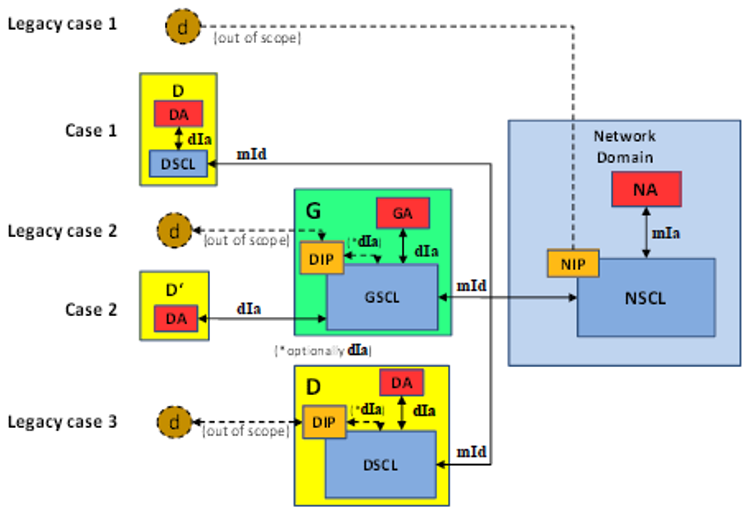 Legacy case 1
d
(out of scope)
D
DA
Case 1
dIa
DSCL
mId
Network
Domain
NA
mIa
NIP
NSCL
Legacy case 2
d
(out of scope)
G
GA
(*dIa)
dIa
DIP
GSCL
mId
Case 2
D‘
DA
dIa
(*optionally dIa)
D
DA
Legacy case 3
d
(out of scope)
DIP
(*dIa)
dIa
DSCL
mId